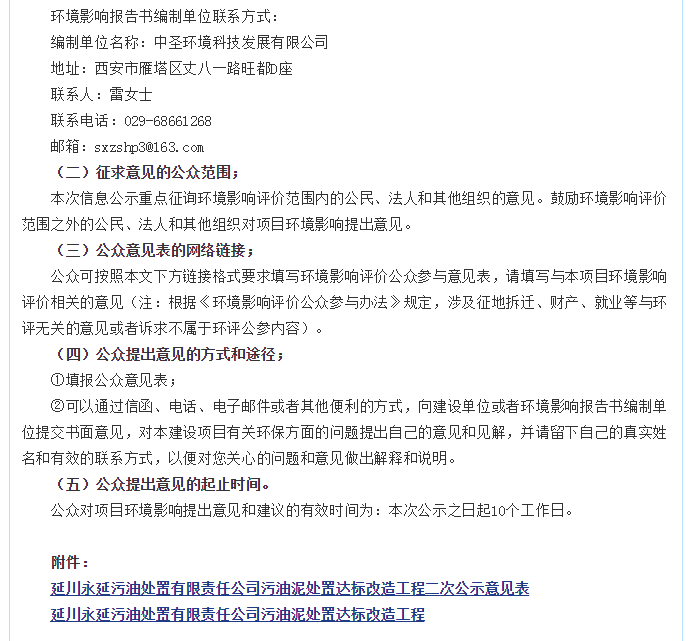 环境影响报告书编制单位联系方式：
编制单位名称：中圣环境科技发展有限公司
地址：西安市雁塔区丈八一路旺都D座
联系人：雷女士
联系电话：029-68661268
邮箱：sxzshp3@163.com
（二）征求意见的公众范围；
本次信息公示重点征询环境影响评价范围内的公民、法人和其他组织的意见。鼓励环境影响评价
范围之外的公民、法人和其他组织对项目环境影响提出意见。
（三）公众意见表的网络链接；
公众可按照本文下方链接格式要求填写环境影响评价公众参与意见表，请填写与本项目环境影响
评价相关的意见（注：根据《环境影响评价公众参与办法》规定，涉及征地拆迁、财产、就业等与环
评无关的意见或者诉求不属于环评公参内容）。
（四）公众提出意见的方式和途径；
①填报公众意见表；
②可以通过信函、电话、电子邮件或者其他便利的方式，向建设单位或者环境影响报告书编制单
位提交书面意见，对本建设项目有关环保方面的问题提出自己的意见和见解，并请留下自己的真实姓
名和有效的联系方式，以便对您关心的问题和意见做出解释和说明。
（五）公众提出意见的起止时间。
公众对项目环境影响提出意见和建议的有效时间为：本次公示之日起10个工作日。
附件：
延川永延污油处置有限责任公司污油泥处置达标改造工程二次公示意见表
延川永延污油处置有限责任公司污油泥处置达标改造工程